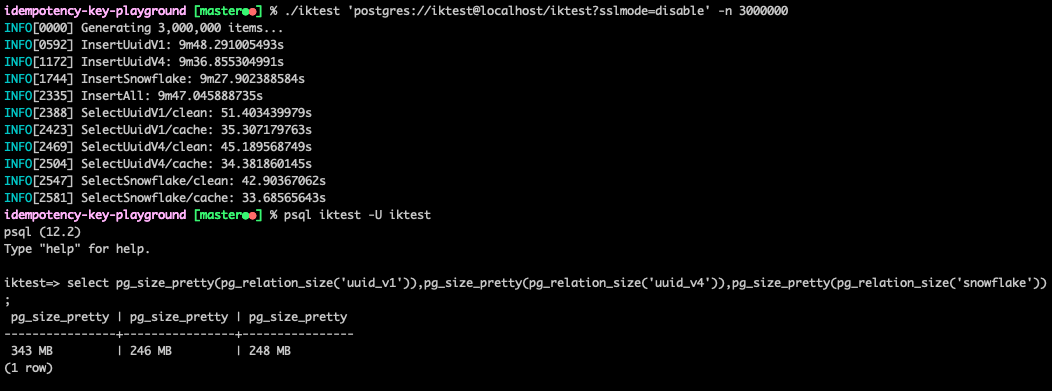 idempotency-key-playground [master●●] % ./iktest 'postgres://iktest@localhost/iktest?sslmode=disable' -n 3000000
INFO[0000] Generating 3,000,000 items...
INFO[0592] InsertUuidV1: 9m48.291005493s
INFO[1172] InsertUuidV4: 9m36.855304991s
INFO[1744] InsertSnowflake: 9m27.902388584s
INFO[2335] InsertAll: 9m47.045888735s
INFO[2388] SelectUuidV1/clean: 51.403439979s
INFO[2423] SelectUuidV1/cache: 35.307179763s
INFO[2469] SelectUuidV4/clean: 45.189568749s
INFO[2504] SelectUuidV4/cache: 34.381860145s
INFO[2547] SelectSnowflake/clean: 42.90367062s
INFO[2581] SelectSnowflake/cache: 33.68565643s
idempotency-key-playground [master●●] % psql iktest -U iktest
psql (12.2)
Type "help" for help.
iktest=> select pg_size_pretty(pg_relation_size('uuid_v1')),pg_size_pretty(pg_relation_size('uuid_v4')),pg_size_pretty(pg_relation_size('snowflake'))
;
 pg_size_pretty | pg_size_pretty | pg_size_pretty
----------------+----------------+----------------
 343 MB         | 246 MB         | 248 MB
(1 row)